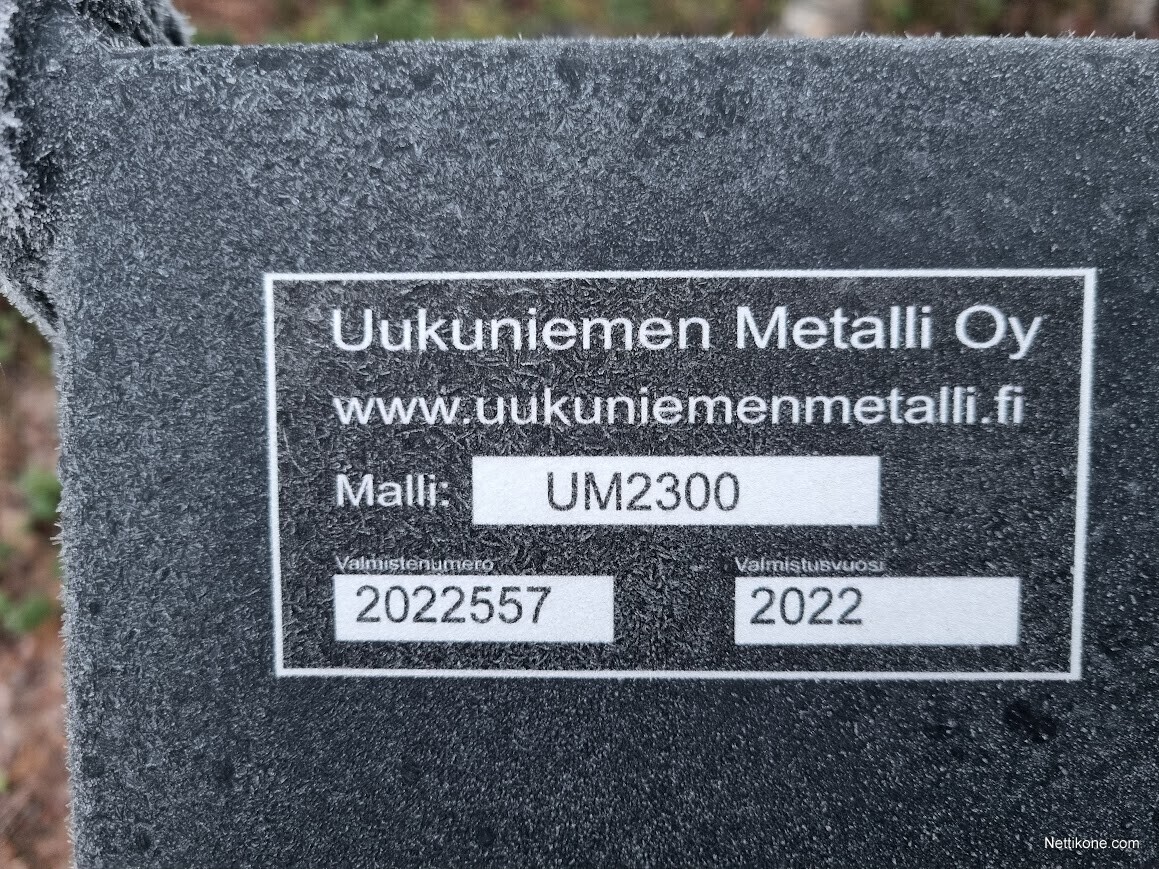 Uukuniemen Metalli Oy
www.uukuniemenmetalli.fi
Malli: UM2300
Valmistenumero Valmistusvuosi
2022557 2022
Nettikone.com